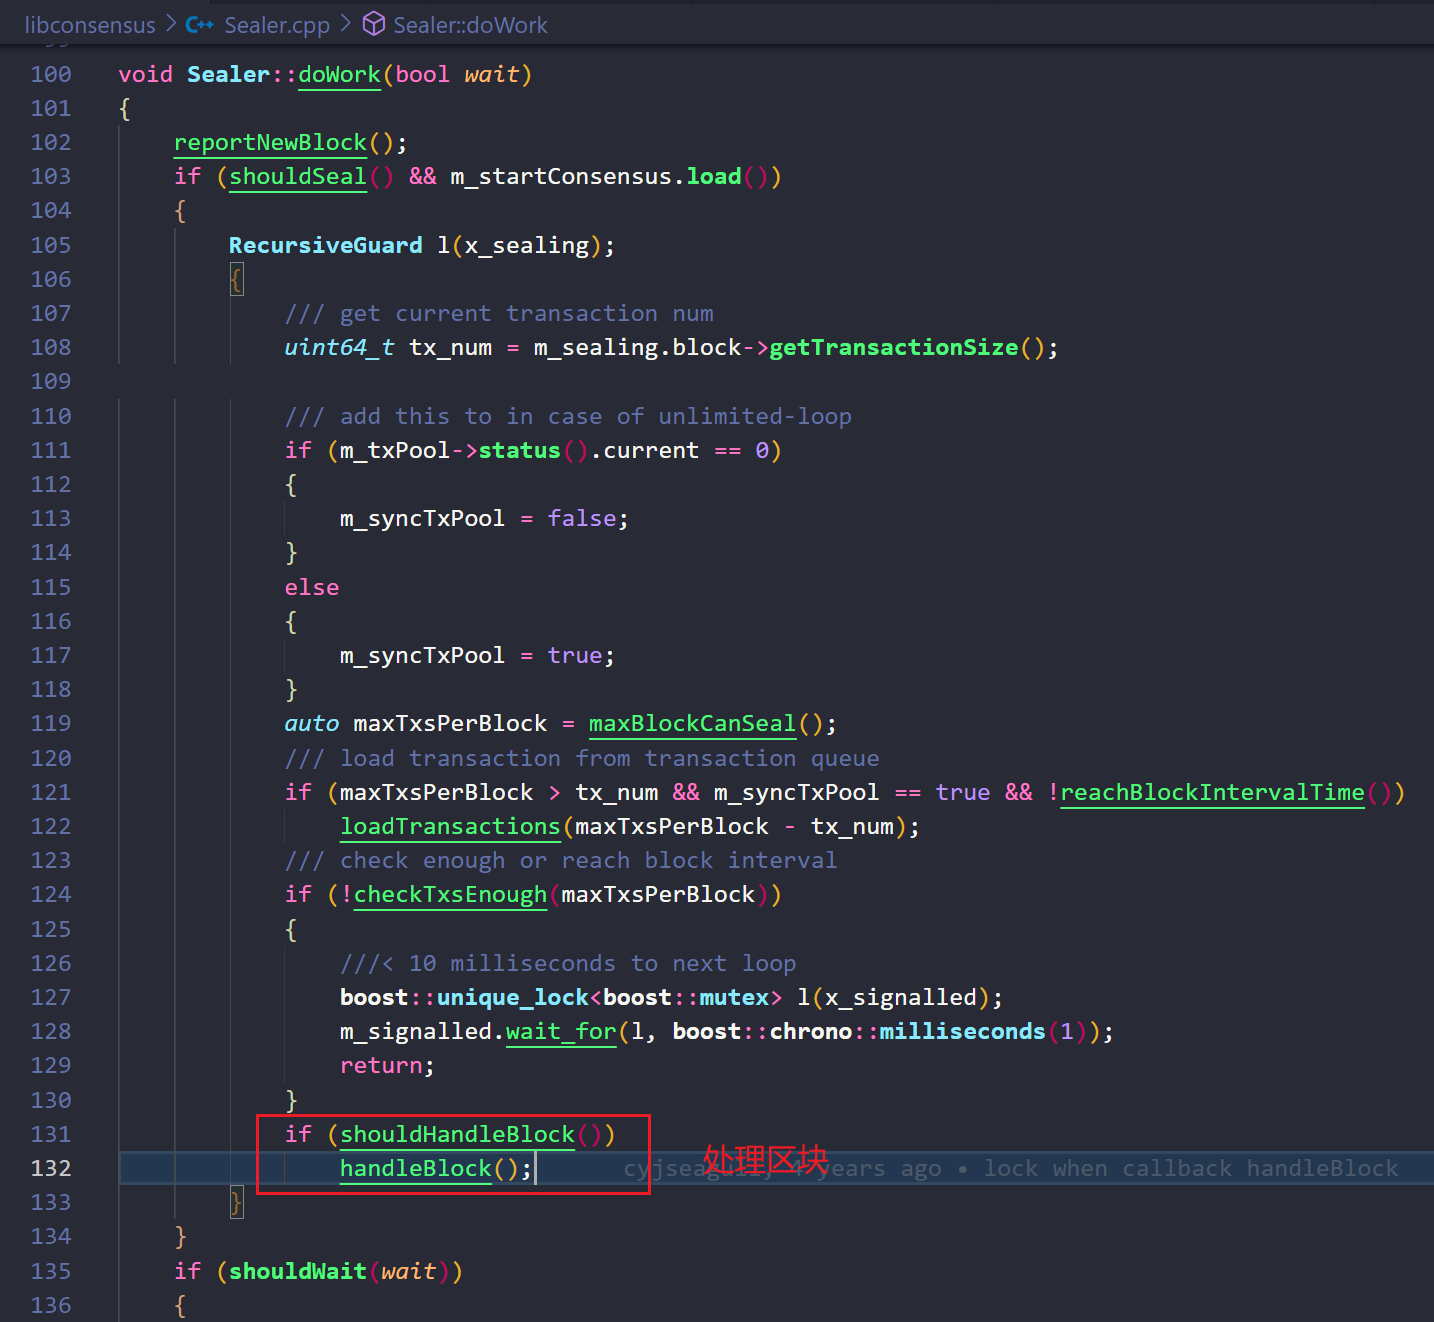 libconsensus > C++ Sealer.cpp > Sealer::doWork
100 void Sealer::doWork(bool wait)
101 {
102 reportNewBlock();
103 if (shouldSeal() && m_startConsensus.load())
104 {
105 RecursiveGuard l(x_sealing);
106 {
107 /// get current transaction num
108 uint64_t tx_num = m_sealing.block->getTransactionSize();
109
110 /// add this to in case of unlimited-loop
111 if (m_txPool->status().current == 0)
112 {
113 m_syncTxPool = false;
114 }
115 else
116 {
117 m_syncTxPool = true;
118 }
119 auto maxTxsPerBlock = maxBlockCanSeal();
120 /// load transaction from transaction queue
121 if (maxTxsPerBlock > tx_num && m_syncTxPool == true && !reachBlockIntervalTime())
122 loadTransactions(maxTxsPerBlock - tx_num);
123 /// check enough or reach block interval
124 if (!checkTxsEnough(maxTxsPerBlock))
125 {
126 ///< 10 milliseconds to next loop
127 boost::unique_lock<boost::mutex> l(x_signalled);
128 m_signalled.wait_for(l, boost::chrono::milliseconds(1));
129 return;
130 }
131 if (shouldHandleBlock())
处理区块
132 handleBlock(); 4 years ago • lock when callback handleBlock
133 }
134 }
135 if (shouldWait(wait))
136 {